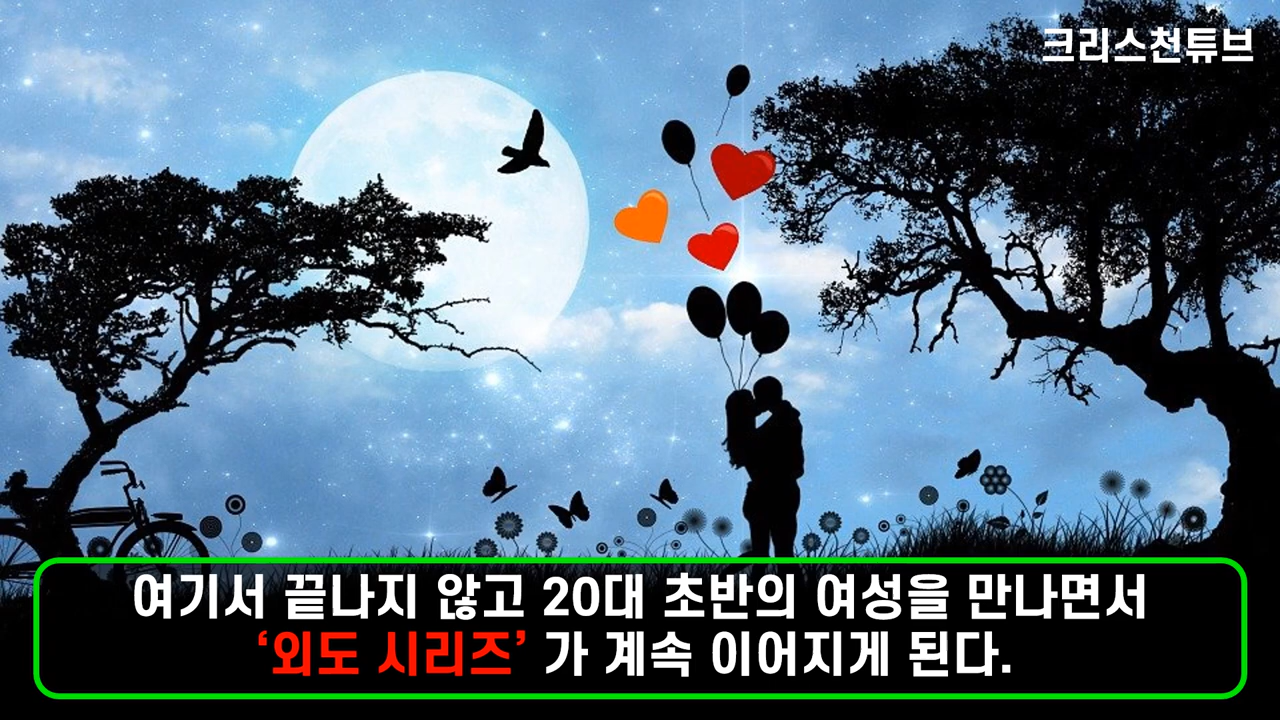 크리스천튜브
여기서 끝나지 않고 20대 초반의 여성을 만나면서
‘외도 시리즈’ 가 계속 이어지게 된다.